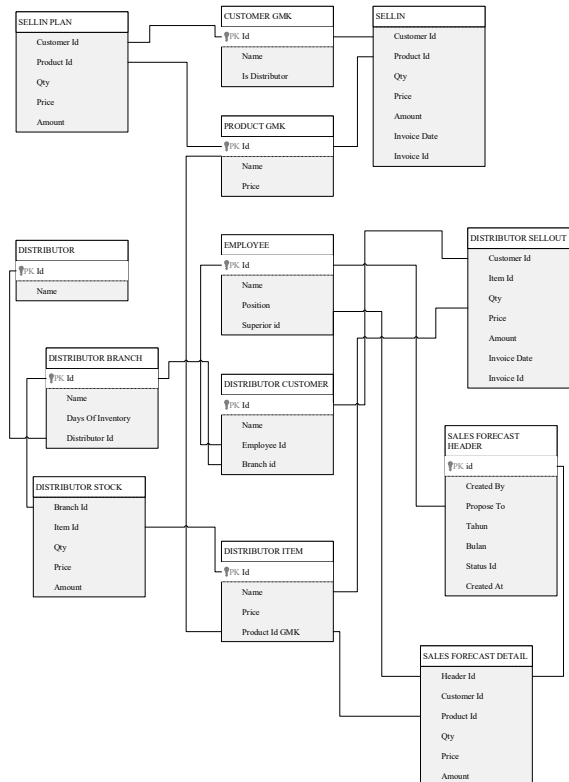 SELLIN PLAN
Customer Id
Product Id
Qty
Price
Amount
CUSTOMER GMK
PK Id
Name
Is Distributor
SELLIN
Customer Id
Product Id
Qty
Price
Amount
Invoice Date
Invoice Id
PRODUCT GMK
PK Id
Name
Price
DISTRIBUTOR
PK Id
Name
EMPLOYEE
PK Id
Name
Position
Superior id
DISTRIBUTOR SELLOUT
Customer Id
Item Id
Qty
Price
Amount
Invoice Date
Invoice Id
DISTRIBUTOR BRANCH
PK Id
Name
Days Of Inventory
Distributor Id
DISTRIBUTOR CUSTOMER
PK Id
Name
Employee Id
Branch id
DISTRIBUTOR STOCK
Branch Id
Item Id
Qty
Price
Amount
SALES FORECAST
HEADER
PK id
Created By
Propose To
Tahun
Bulan
Status Id
Created At
DISTRIBUTOR ITEM
PK Id
Name
Price
Product Id GMK
SALES FORECAST DETAIL
Header Id
Customer Id
Product Id
Qty
Price
Amount